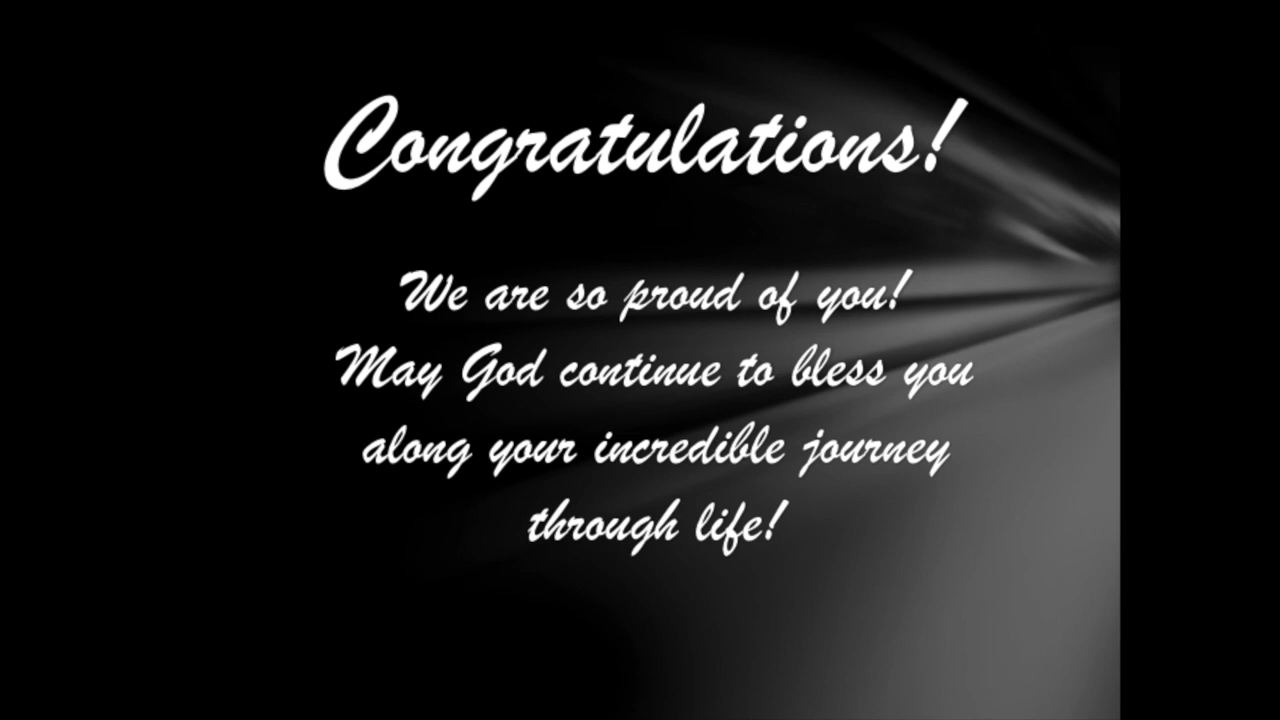 Congratulations!
We are so proud of you!
May God continue to bless you
along your incredible journey
through life!